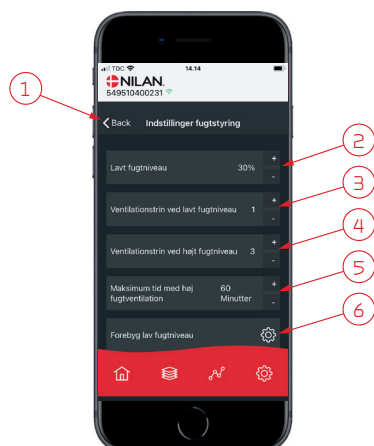 TDC 14.14
NILAN
549510400231
Back Indstillinger fugtstyring
Lavt fugtniveau 30% + -
Ventilationstrin ved lavt fugtniveau 1 + -
Ventilationstrin ved højt fugtniveau 3 + -
Maksimum tid med høj
fugtventilation 60
Minutter + -
Forebyg lav fugtniveau
1
2
3
4
5
6